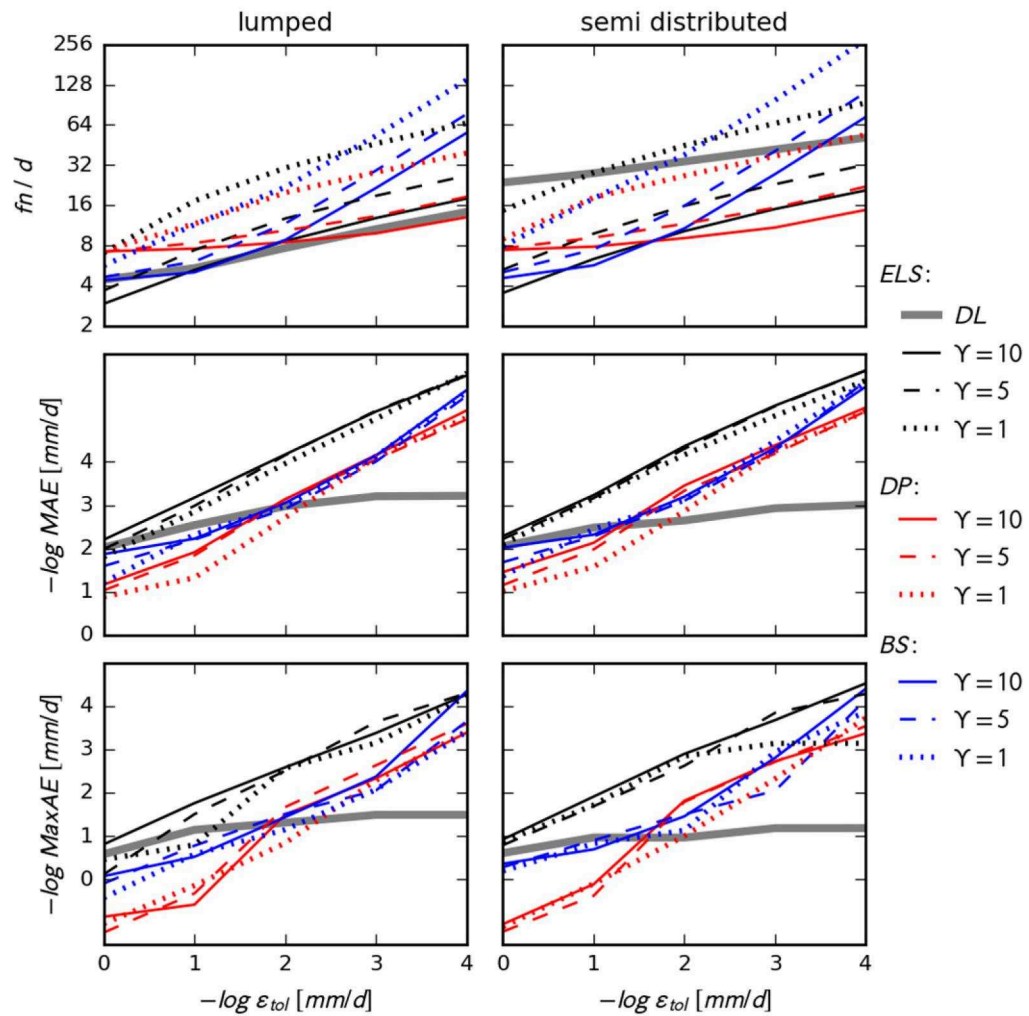 lumped
semi distributed
256
128
64
32
16
8
4
2
fn / d
4
3
2
1
0
−log MAE [mm/d]
4
3
2
1
0
−log MaxAE [mm/d]
0 1 2 3 4
0 1 2 3 4
−log ε_tol [mm/d]
−log ε_tol [mm/d]
ELS:
DL
ϒ = 10
ϒ = 5
ϒ = 1
DP:
ϒ = 10
ϒ = 5
ϒ = 1
BS:
ϒ = 10
ϒ = 5
ϒ = 1